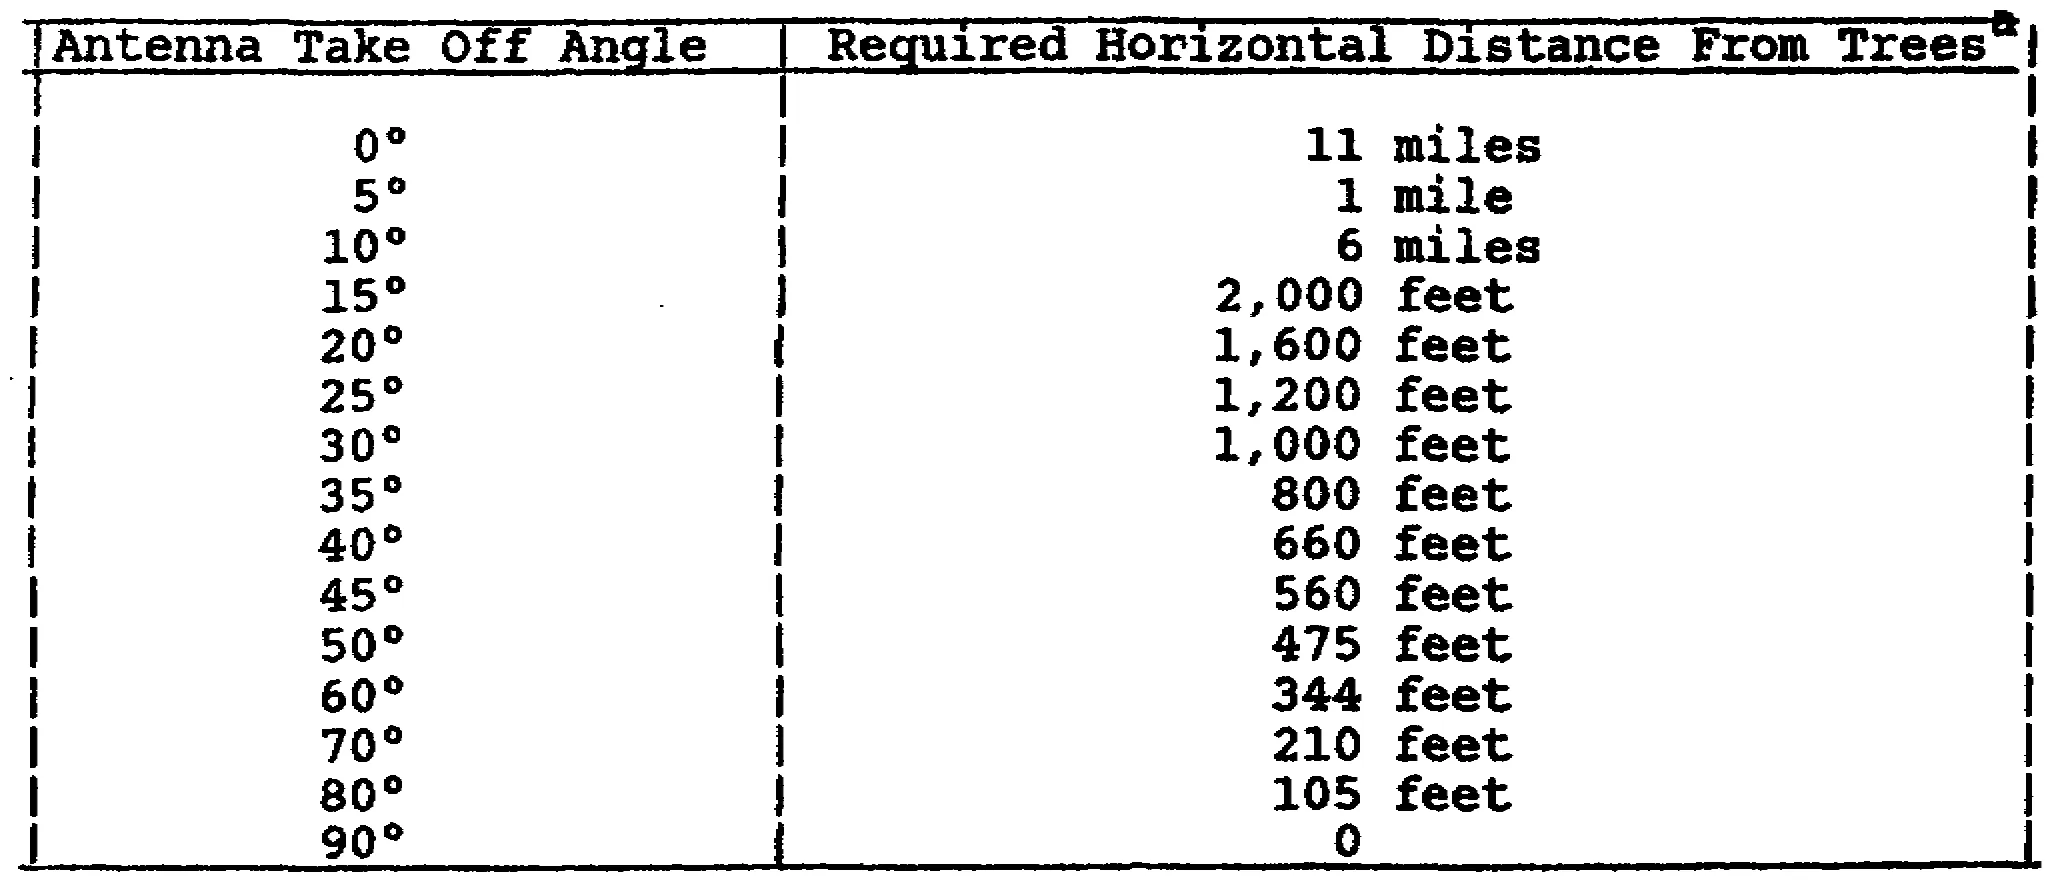 Antenna Take Off Angle Required Horizontal Distance From Trees a
0° 11 miles
5° 1 mile
10° 6 miles
15° 2,000 feet
20° 1,600 feet
25° 1,200 feet
30° 1,000 feet
35° 800 feet
40° 660 feet
45° 560 feet
50° 475 feet
60° 344 feet
70° 210 feet
80° 105 feet
90° 0